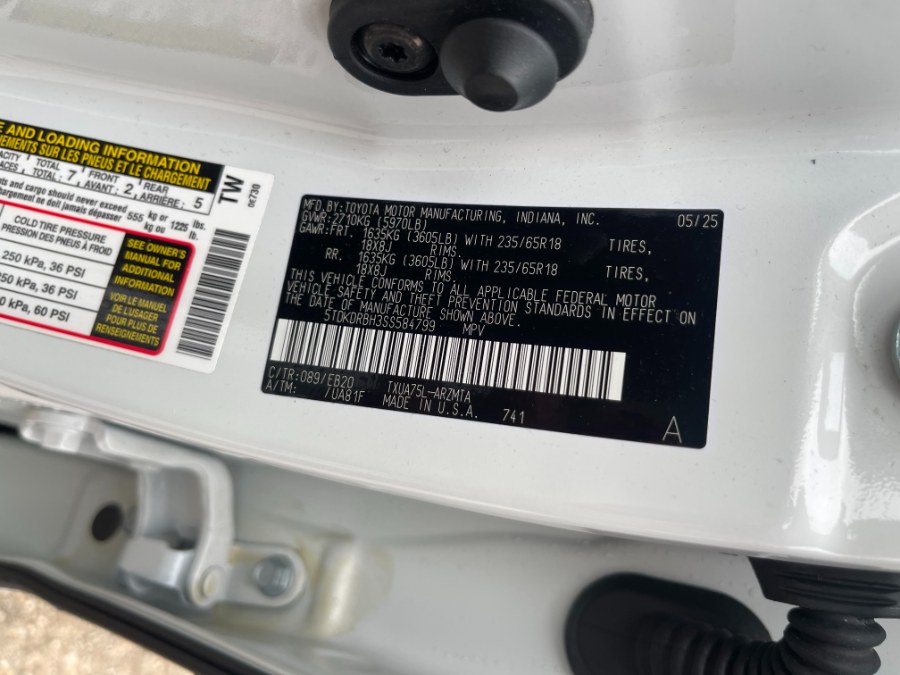 E AND LOADING INFORMATION
EMENTS SUR LES PNEUS ET LE CHARGEMENT
TOTAL 7 FRONT 2 REAR 5
TOTAL: AVANT: ARRIÈRE:
and cargo should never exceed 555 kg or 1225 lbs.
chargement ne doit jamais dépasser kg ou lb.
COLD TIRE PRESSURE
PRESSION DES PNEUS À FROID
250 kPa, 36 PSI
250 kPa, 36 PSI
0 kPa, 60 PSI
SEE OWNER'S
MANUAL FOR
ADDITIONAL
INFORMATION
VOIR LE MANUEL
DE L'USAGER
POUR PLUS DE
RENSEIGNEMENTS
TW
0r730
MFD.BY:TOYOTA MOTOR MANUFACTURING, INDIANA, INC. 05/25
GVWR:2710KG (5970LB)
GAWR:FRT. 1635KG (3605LB) WITH 235/65R18 TIRES,
18X8J RIMS.
RR. 1635KG (3605LB) WITH 235/65R18 TIRES,
18X8J RIMS.
THIS VEHICLE CONFORMS TO ALL APPLICABLE FEDERAL MOTOR
VEHICLE SAFETY AND THEFT PREVENTION STANDARDS IN EFFECT ON
THE DATE OF MANUFACTURE SHOWN ABOVE.
5TDKDRBH3SS584799 MPV
C/TR:089/EB20 TXUA75L-ARZMTA
A/TM: /UA81F MADE IN U.S.A. 741
A